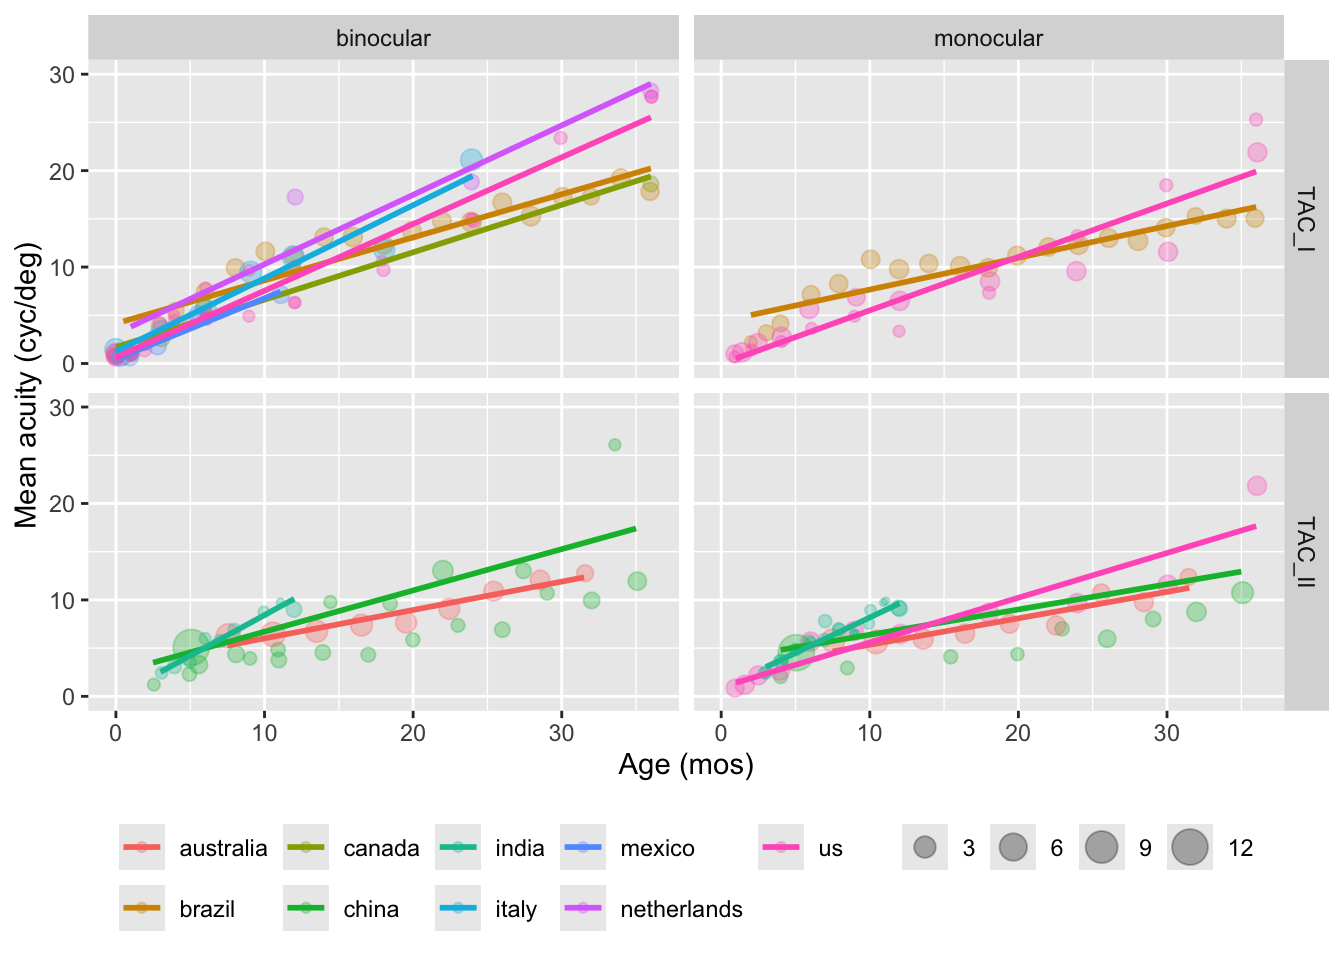 binocular monocular
30
20
10
0
TAC_I
Mean acuity (cyc/deg)
30
20
10
0
TAC_II
0 10 20 30 0 10 20 30
Age (mos)
australia canada india mexico us 3 6 9 12
brazil china italy netherlands